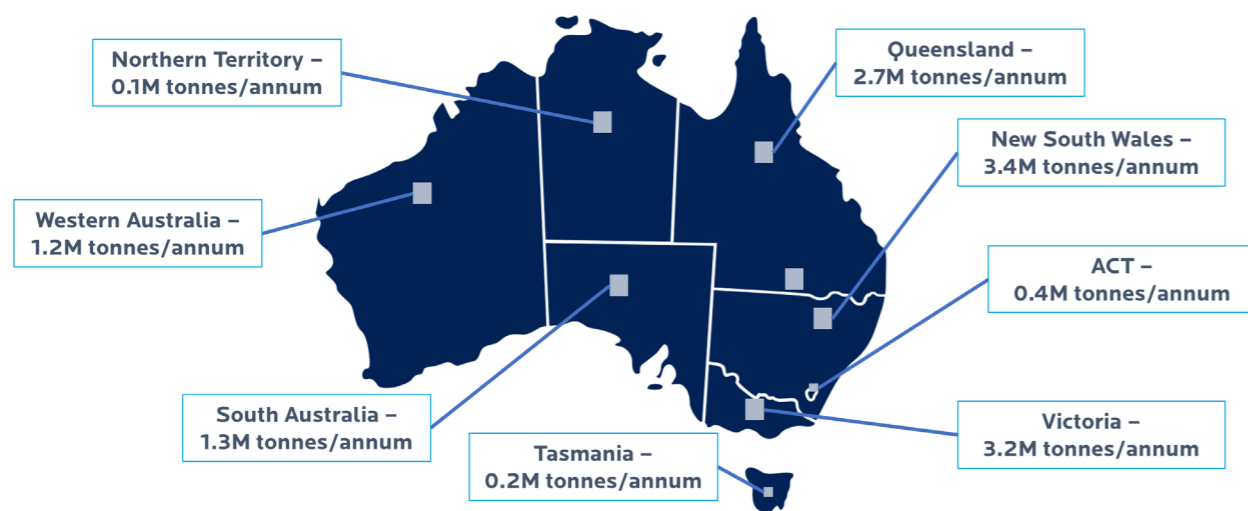 Northern Territory –
0.1M tonnes/annum
Queensland –
2.7M tonnes/annum
New South Wales –
3.4M tonnes/annum
Western Australia –
1.2M tonnes/annum
ACT –
0.4M tonnes/annum
South Australia –
1.3M tonnes/annum
Victoria –
3.2M tonnes/annum
Tasmania –
0.2M tonnes/annum